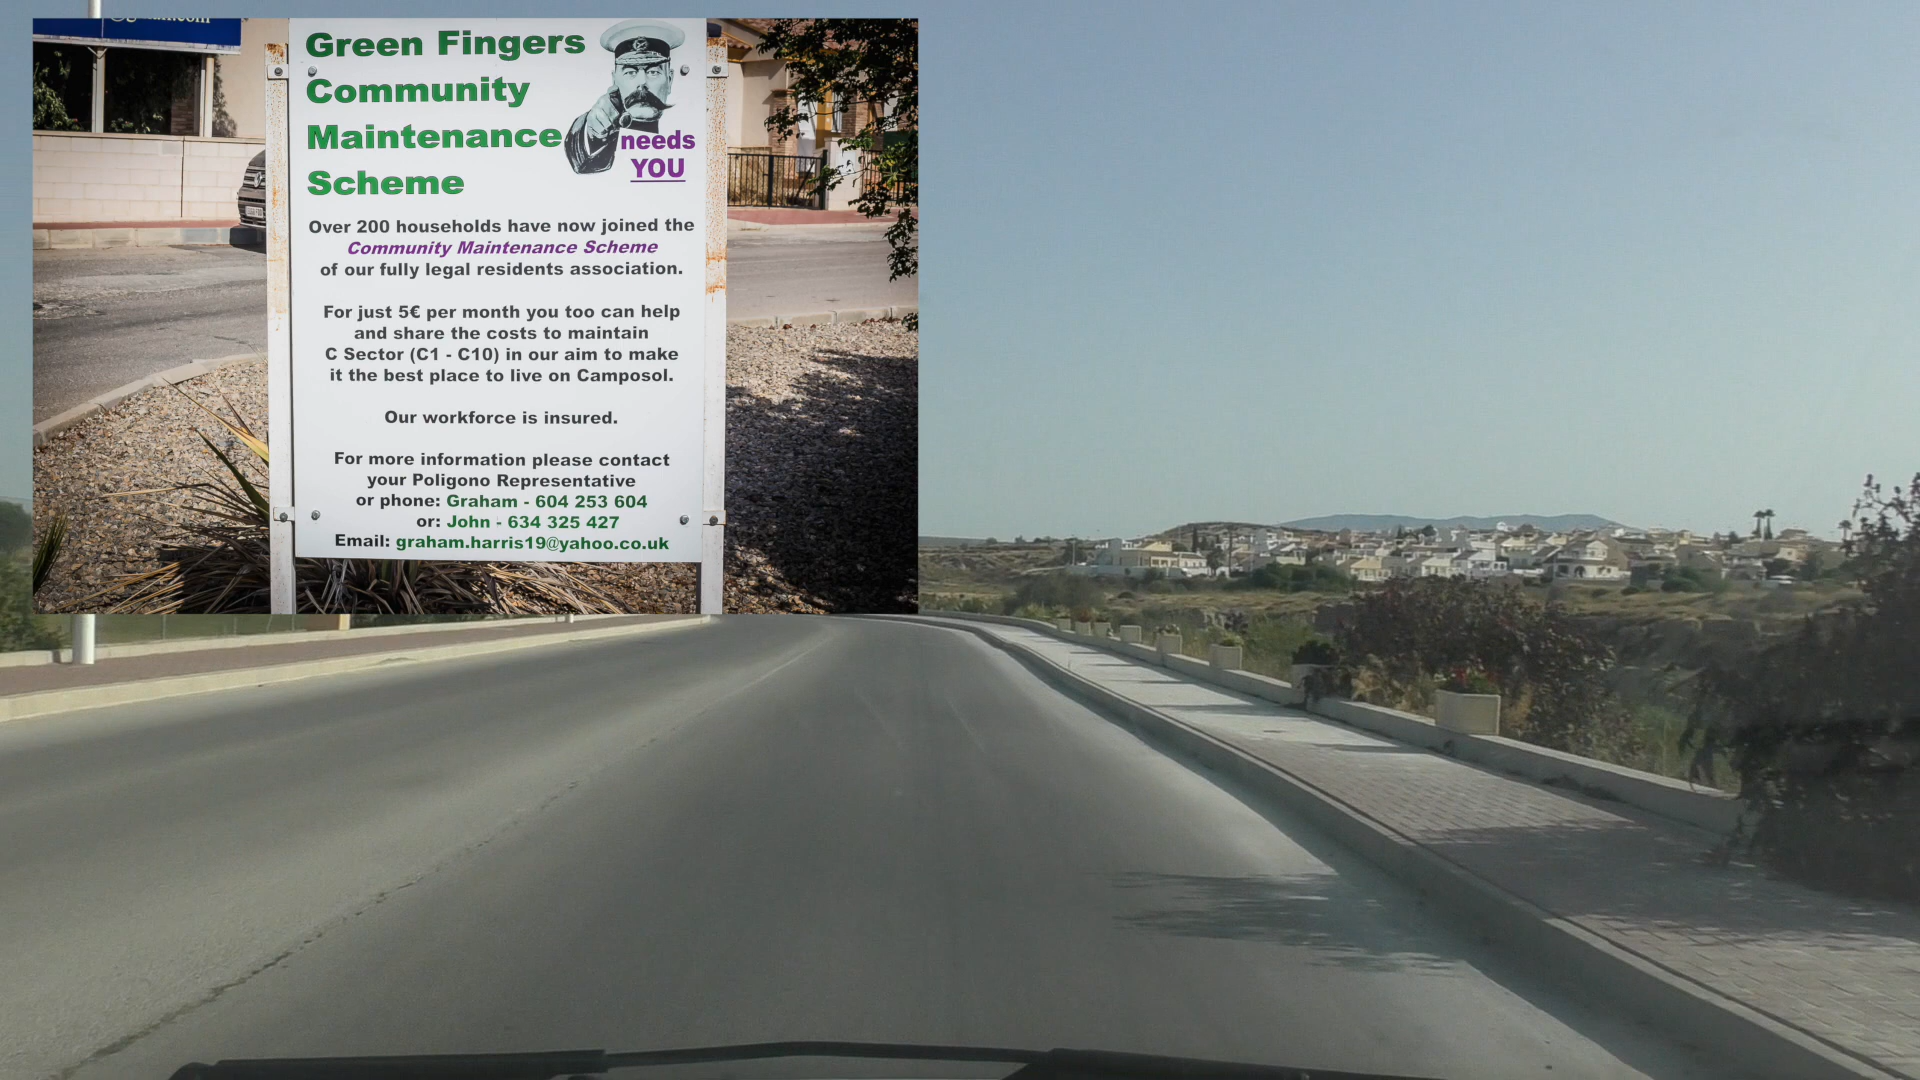 Green Fingers
Community
Maintenance
Scheme
needs
YOU
Over 200 households have now joined the
Community Maintenance Scheme
of our fully legal residents association.
For just 5€ per month you too can help
and share the costs to maintain
C Sector (C1 - C10) in our aim to make
it the best place to live on Camposol.
Our workforce is insured.
For more information please contact
your Poligono Representative
or phone: Graham - 604 253 604
or: John - 634 325 427
Email: graham.harris19@yahoo.co.uk